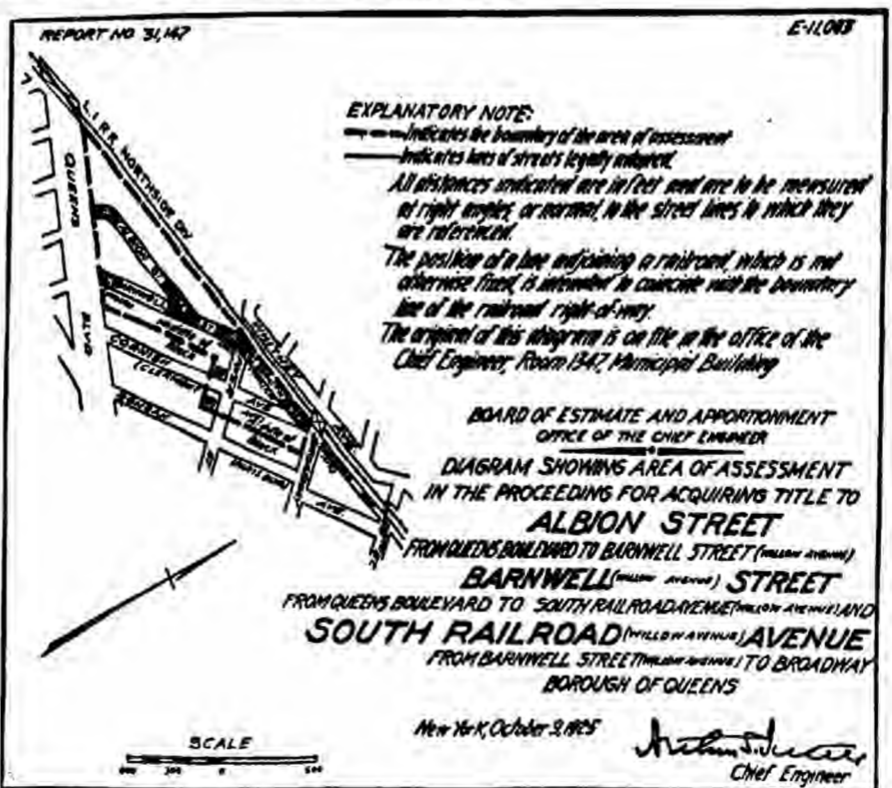 REPORT NO. 31,147
E-11,083
EXPLANATORY NOTE:
Indicates the boundary of the area of assessment
Indicates lines of streets legally adopted.
All distances indicated are in feet and are to be measured
at right angles, or normal, to the street lines to which they
are referenced.
The position of a line adjoining a railroad, which is not
otherwise fixed, is intended to coincide with the boundary
line of the railroad right-of-way.
The original of this diagram is on file in the office of the
Chief Engineer, Room 1347, Municipal Building
L.I.R.R. NORTHSIDE DIV.
QUEENS
BLVD.
ALBION ST.
BARNWELL
ST.
AVE.
AVE.
BOARD OF ESTIMATE AND APPORTIONMENT
OFFICE OF THE CHIEF ENGINEER
DIAGRAM SHOWING AREA OF ASSESSMENT
IN THE PROCEEDING FOR ACQUIRING TITLE TO
ALBION STREET
FROM QUEENS BOULEVARD TO BARNWELL STREET (WILLOW AVENUE)
BARNWELL (WILLOW AVENUE) STREET
FROM QUEENS BOULEVARD TO SOUTH RAILROAD AVENUE (WILLOW AVENUE) AND
SOUTH RAILROAD (WILLOW AVENUE) AVENUE
FROM BARNWELL STREET (WILLOW AVENUE) TO BROADWAY
BOROUGH OF QUEENS
New York, October 9, 1925
Chief Engineer
SCALE
0